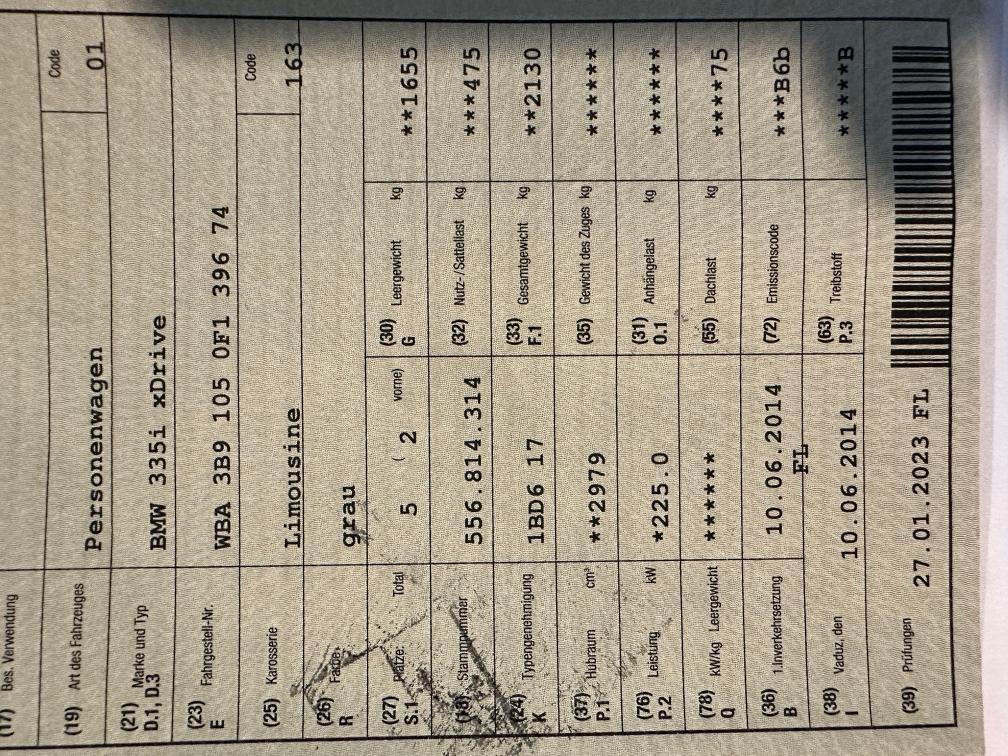 (17) Bes. Verwendung
(19) Art des Fahrzeuges Personenwagen Code 01
(21) Marke und Typ BMW 335i xDrive
D.1, D.3
(23) Fahrgestell-Nr. WBA 3B9 105 0F1 396 74
E
(25) Karosserie Limousine Code 163
(26) Farbe: grau
R
(27) Plätze: Total 5 ( 2 vorne) (30) Leergewicht kg **1655
S.1 G
(18) Stammnummer 556.814.314 (32) Nutz-/Sattellast kg ***475
(24) Typengenehmigung 1BD6 17 (33) Gesamtgewicht kg **2130
K F.1
(37) Hubraum cm³ **2979 (35) Gewicht des Zuges kg ******
P.1
(76) Leistung kW *225.0 (31) Anhängelast kg ******
P.2 O.1
(78) kW/kg Leergewicht ****** (55) Dachlast kg ****75
Q
(36) 1.Inverkehrsetzung 10.06.2014 (72) Emissionscode ***B6b
B FL
(38) Vaduz, den 10.06.2014 (63) Treibstoff *****B
I P.3
(39) Prüfungen 27.01.2023 FL